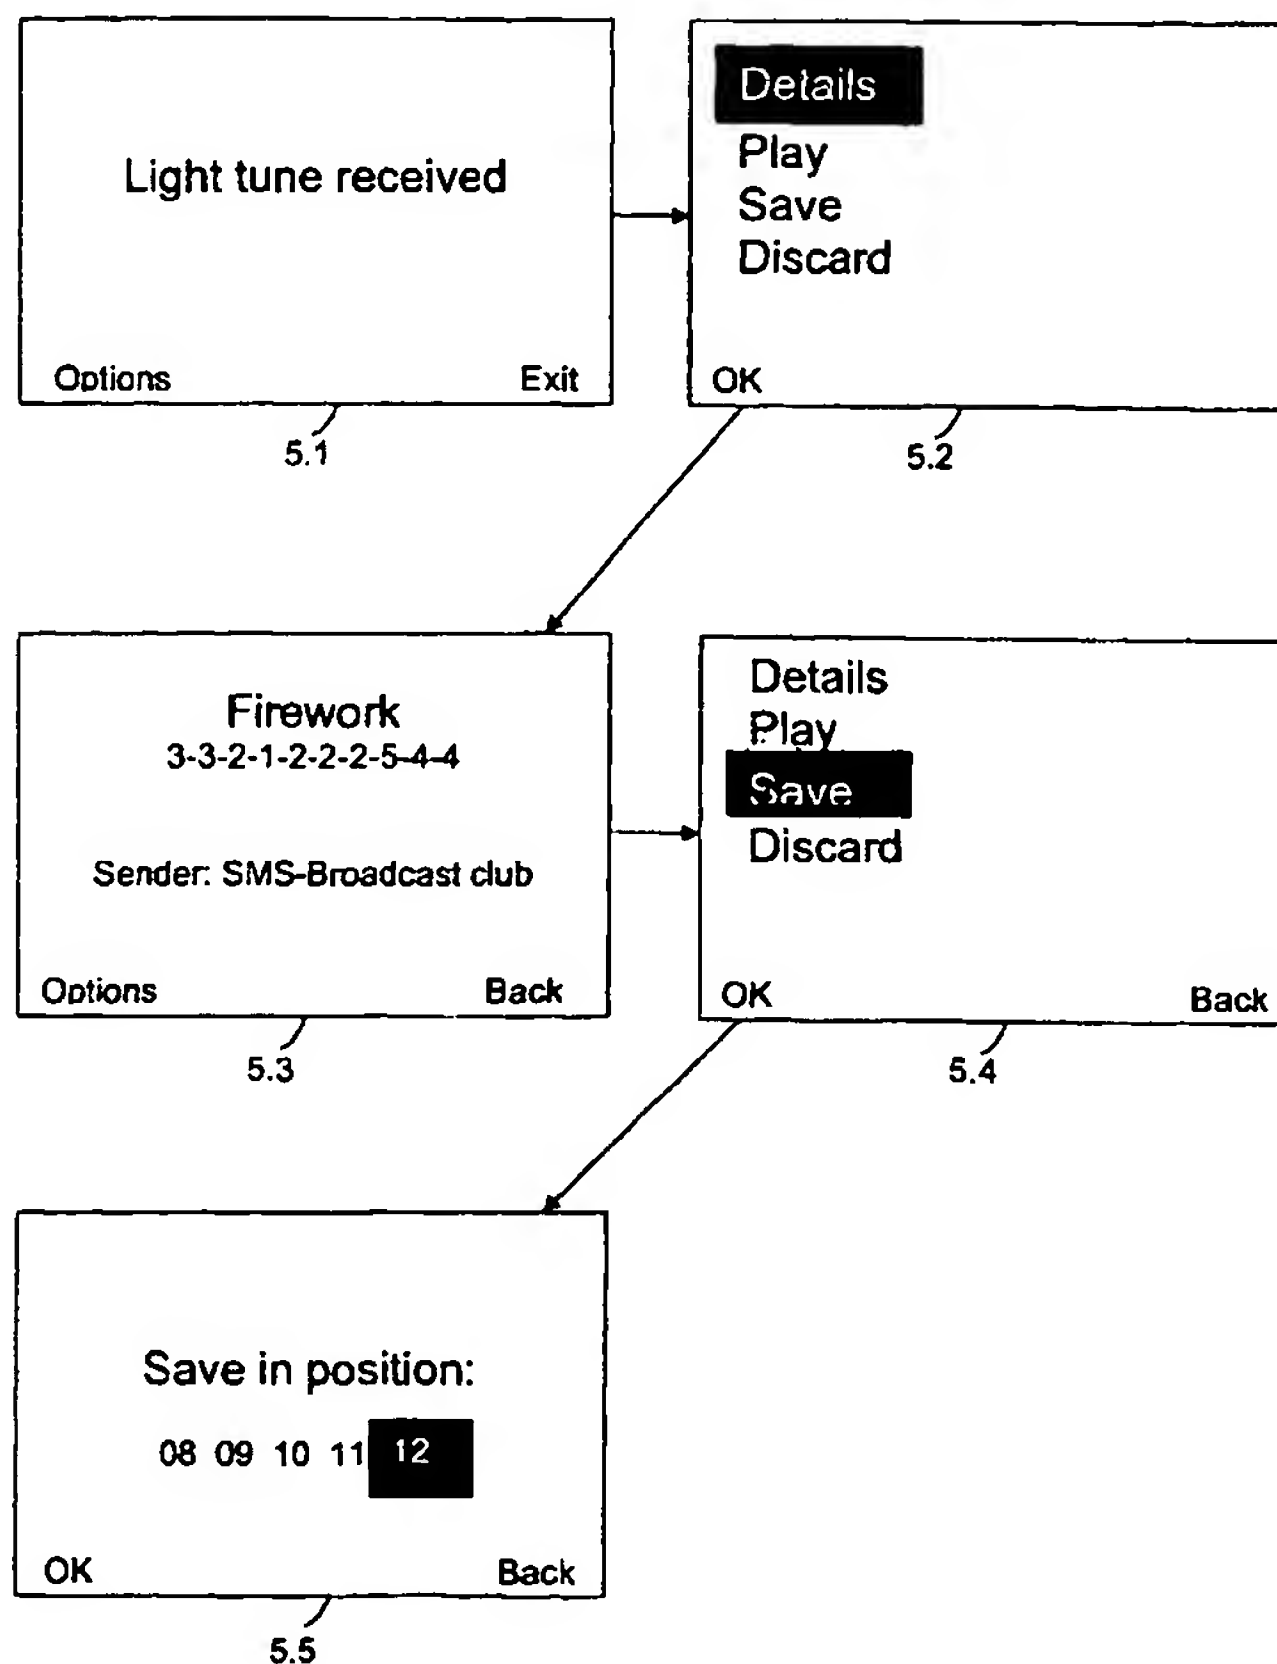 Light tune received
Options Exit
5.1
Details
Play
Save
Discard
OK
5.2
Firework
3-3-2-1-2-2-2-5-4-4
Sender: SMS-Broadcast club
Options Back
5.3
Details
Play
Save
Discard
OK Back
5.4
Save in position:
08 09 10 11 12
OK Back
5.5